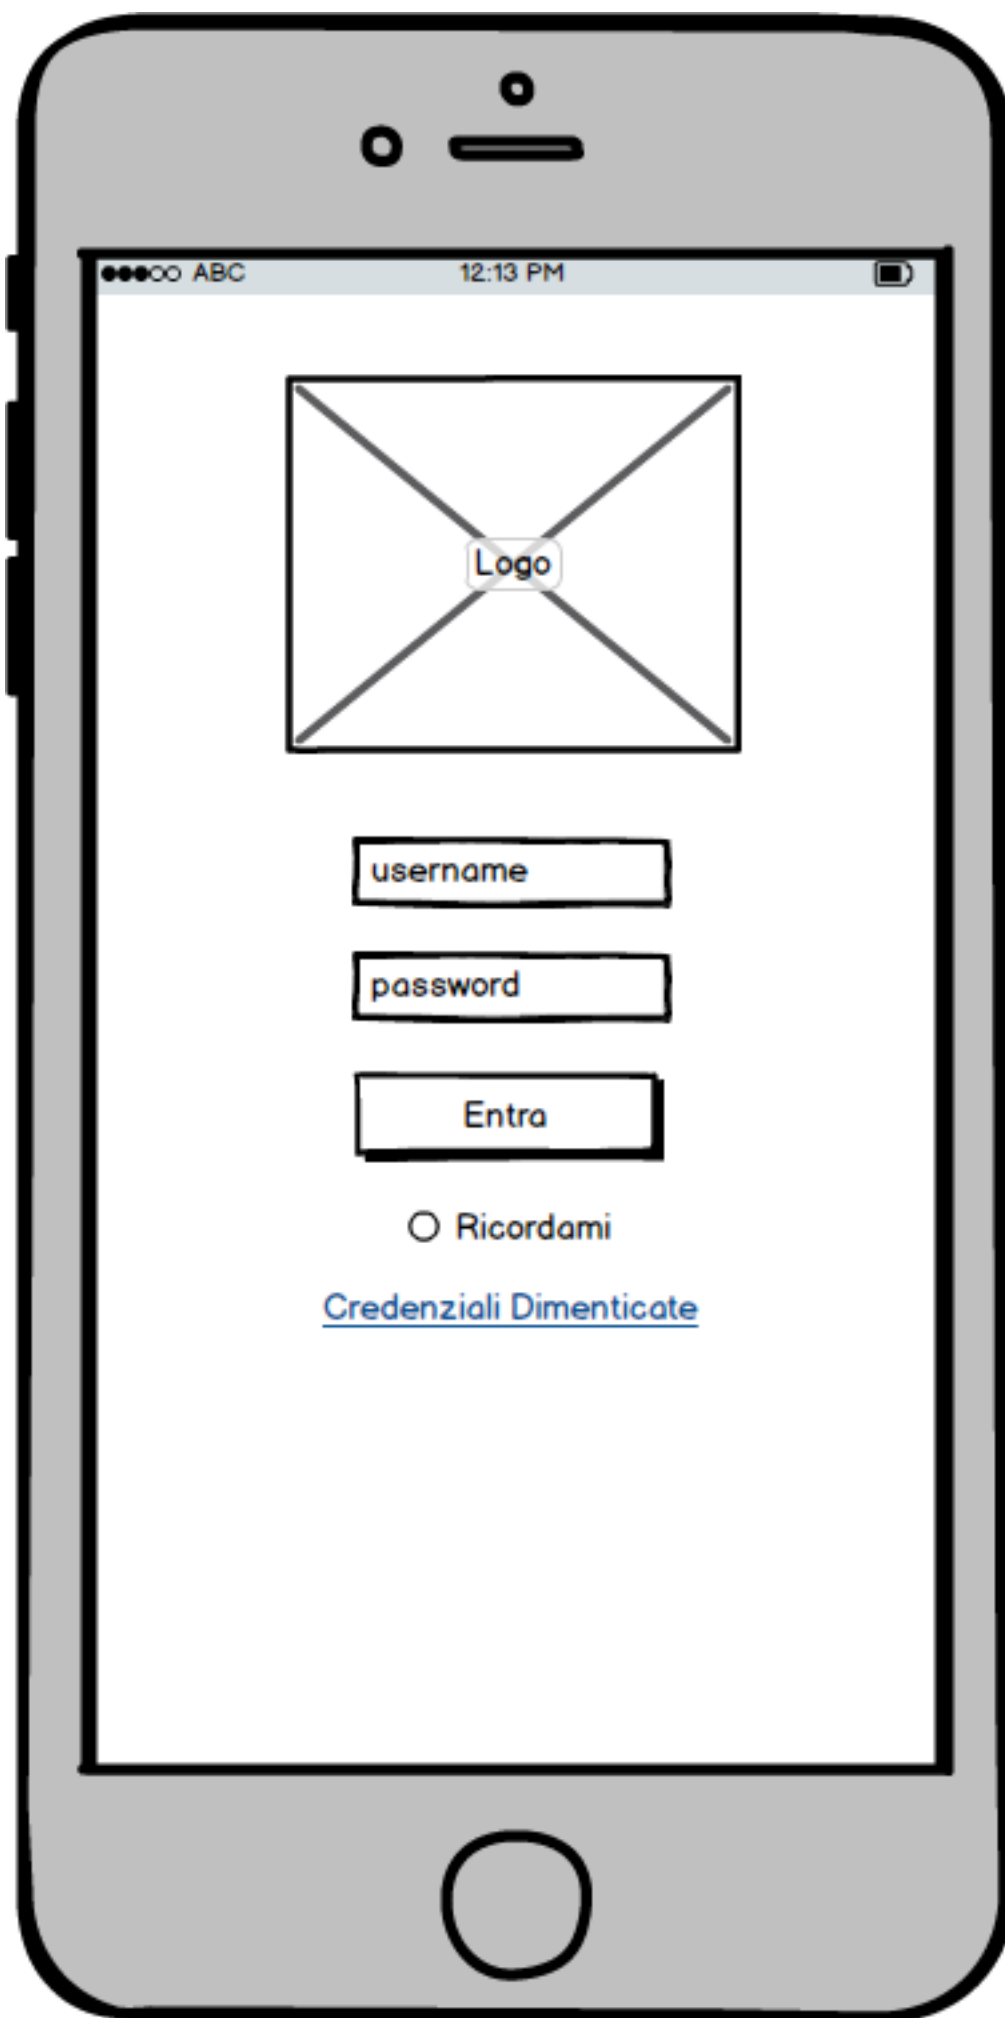 ABC 12:13 PM
Logo
username
password
Entra
Ricordami
Credenziali Dimenticate